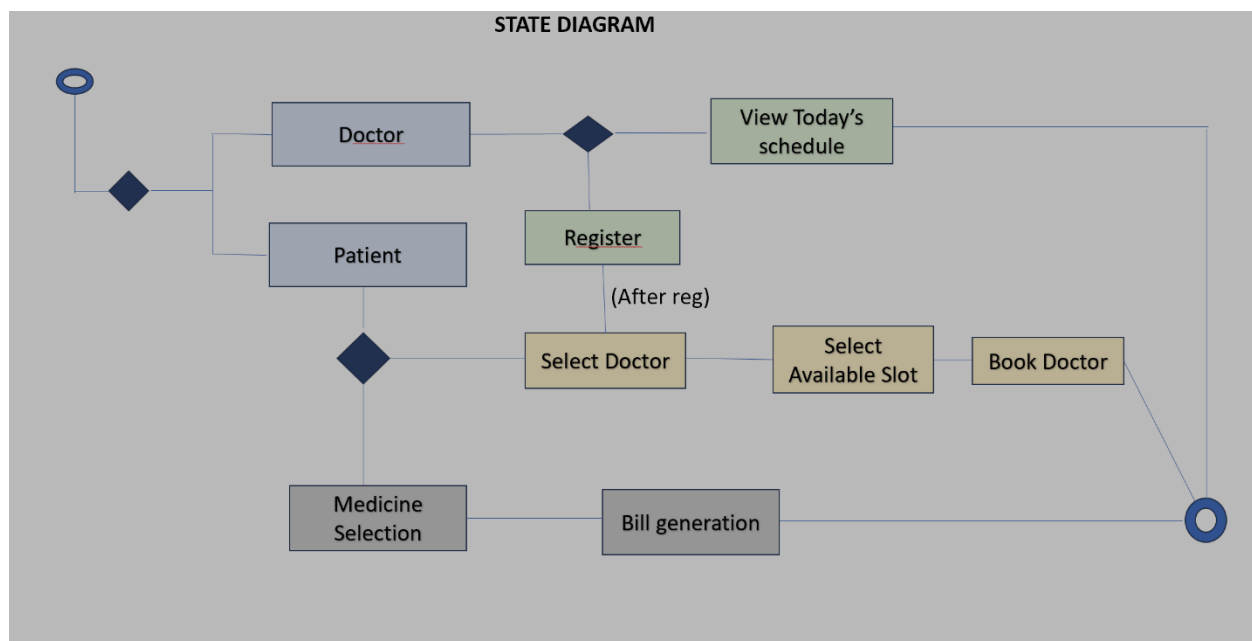 STATE DIAGRAM
Doctor
View Today's
schedule
Patient
Register
(After reg)
Select Doctor
Select
Available Slot
Book Doctor
Medicine
Selection
Bill generation